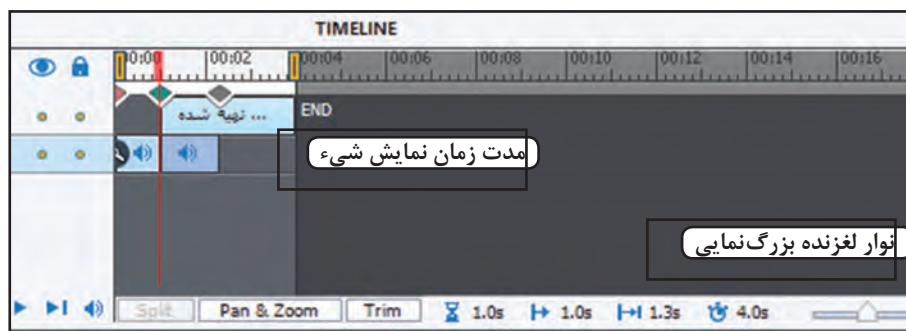 TIMELINE
00:00 00:02 00:04 00:06 00:08 00:10 00:12 00:14 00:16
... تهیه شده END
مدت زمان نمایش شیء
نوار لغزنده بزرگ‌نمایی
Split Pan & Zoom Trim 1.0s 1.0s 1.3s 4.0s